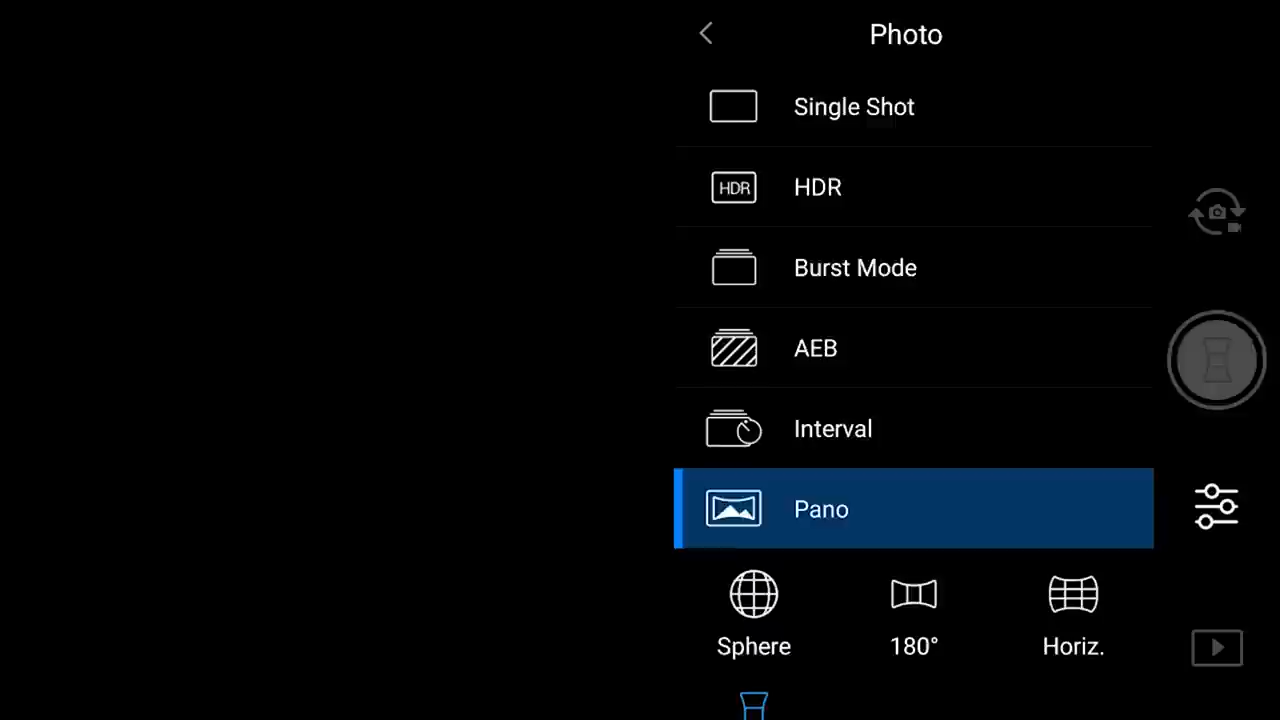 Photo
Single Shot
HDR
HDR
Burst Mode
AEB
Interval
Pano
Sphere
180°
Horiz.